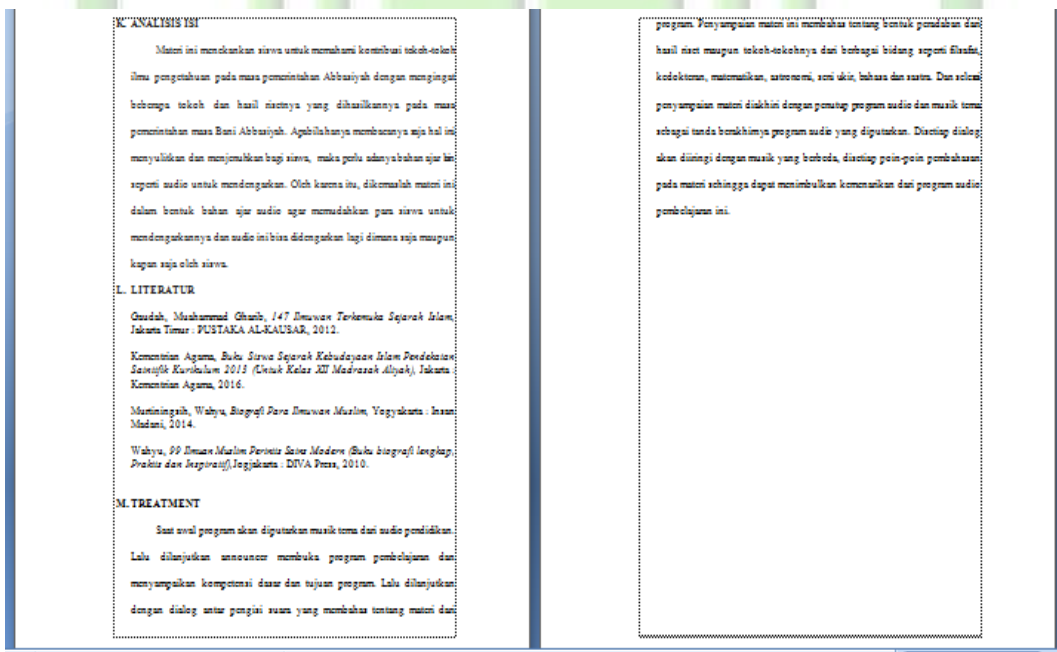 K. ANALISIS ISI
Materi ini menekankan siswa untuk memahami kontribusi tokoh-tokoh
ilmu pengetahuan pada masa pemerintahan Abbasiyah dengan mengingat
beberapa tokoh dan hasil risetnya yang dihasilkannya pada masa
pemerintahan masa Bani Abbasiyah. Apabila hanya membacanya saja hal ini
menyulitkan dan menjenuhkan bagi siswa, maka perlu adanya bahan ajar
seperti audio untuk mendengarkan. Oleh karena itu, dikemaslah materi ini
dalam bentuk bahan ajar audio agar memudahkan para siswa untuk
mendengarkannya dan audio ini bisa didengarkan lagi dimana saja maupun
kapan saja oleh siswa.
L. LITERATUR
Gaudah, Muahammad Gharib, 147 Ilmuwan Terkemuka Sejarah Islam,
Jakarta Timur : PUSTAKA AL-KAUSAR, 2012.
Kementrian Agama, Buku Siswa Sejarah Kebudayaan Islam Pendekatan
Saintifik Kurikulum 2013 (Untuk Kelas XII Madrasah Aliyah), Jakarta :
Kementrian Agama, 2016.
Murtiningsih, Wahyu, Biografi Para Ilmuwan Muslim, Yogyakarta : Insan
Madani, 2014.
Wahyu, 99 Ilmuan Muslim Perintis Sains Modern (Buku biografi lengkap,
Praktis dan Inspiratif),Jogjakarta : DIVA Press, 2010.
M. TREATMENT
Saat awal program akan diputarkan musik tema dari audio pendidikan.
Lalu dilanjutkan announcer membuka program pembelajaran dan
menyampaikan kompetensi dasar dan tujuan program. Lalu dilanjutkan
dengan dialog antar pengisi suara yang membahas tentang materi dari
program. Penyampaian materi ini membahas tentang bentuk peradaban dan
hasil riset maupun tokoh-tokohnya dari berbagai bidang seperti filsafat,
kedokteran, matematikan, astronomi, seni ukir, bahasa dan sastra. Dan
penyampaian materi diakhiri dengan penutup program audio dan musik tema
sebagai tanda berakhirnya program audio yang diputarkan. Disetiap dialog
akan diiringi dengan musik yang berbeda, disetiap poin-poin pembahasan
pada materi sehingga dapat menimbulkan kemenarikan dari program audio
pembelajaran ini.